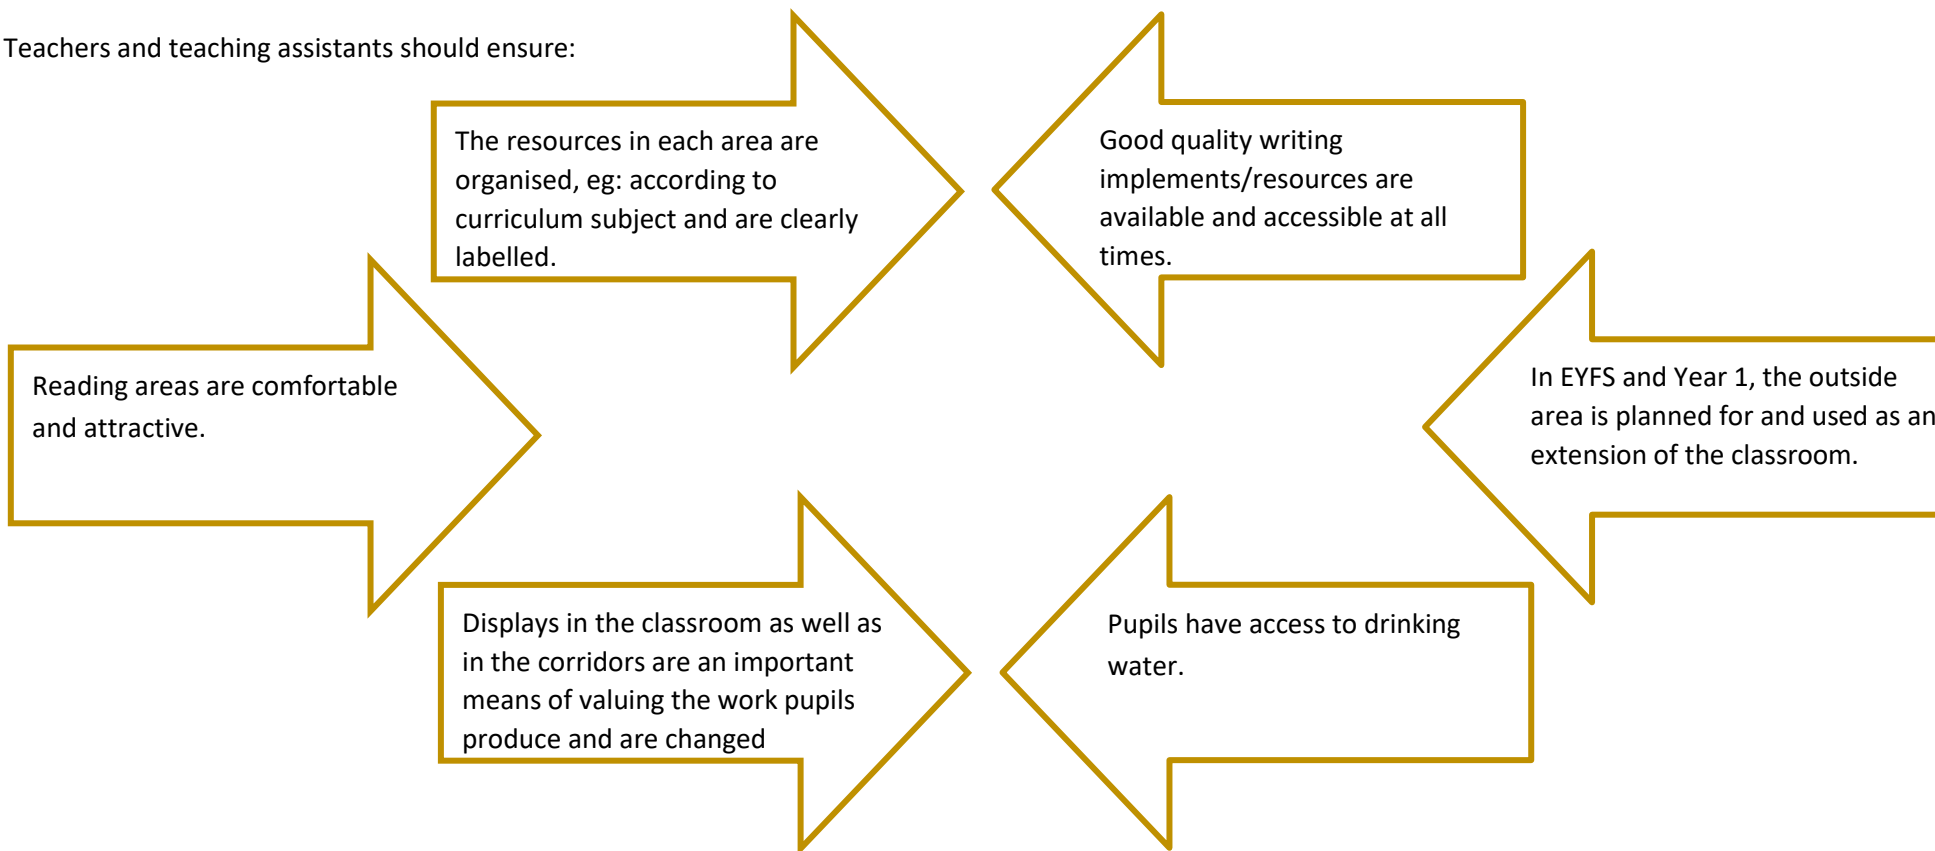 Teachers and teaching assistants should ensure:
The resources in each area are
organised, eg: according to
curriculum subject and are clearly
labelled.
Good quality writing
implements/resources are
available and accessible at all
times.
Reading areas are comfortable
and attractive.
In EYFS and Year 1, the outside
area is planned for and used as an
extension of the classroom.
Displays in the classroom as well as
in the corridors are an important
means of valuing the work pupils
produce and are changed
Pupils have access to drinking
water.